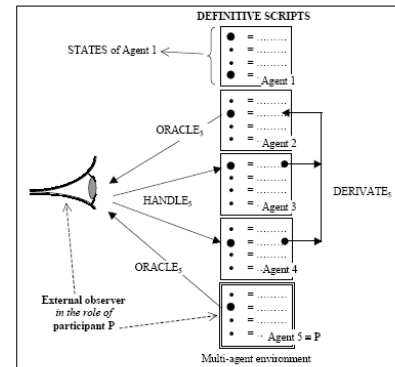 DEFINITIVE SCRIPTS
STATES of Agent 1
= .........
= .........
= .........
= ..
Agent 1
= .........
= .........
= .........
= ..
Agent 2
ORACLE5
= .........
= .........
= .........
= ..
Agent 3
HANDLE5
DERIVATE5
= .........
= .........
= .........
= ..
Agent 4
ORACLE5
External observer
in the role of
participant P
= .........
= .........
= .........
= ..
Agent 5 = P
Multi-agent environment